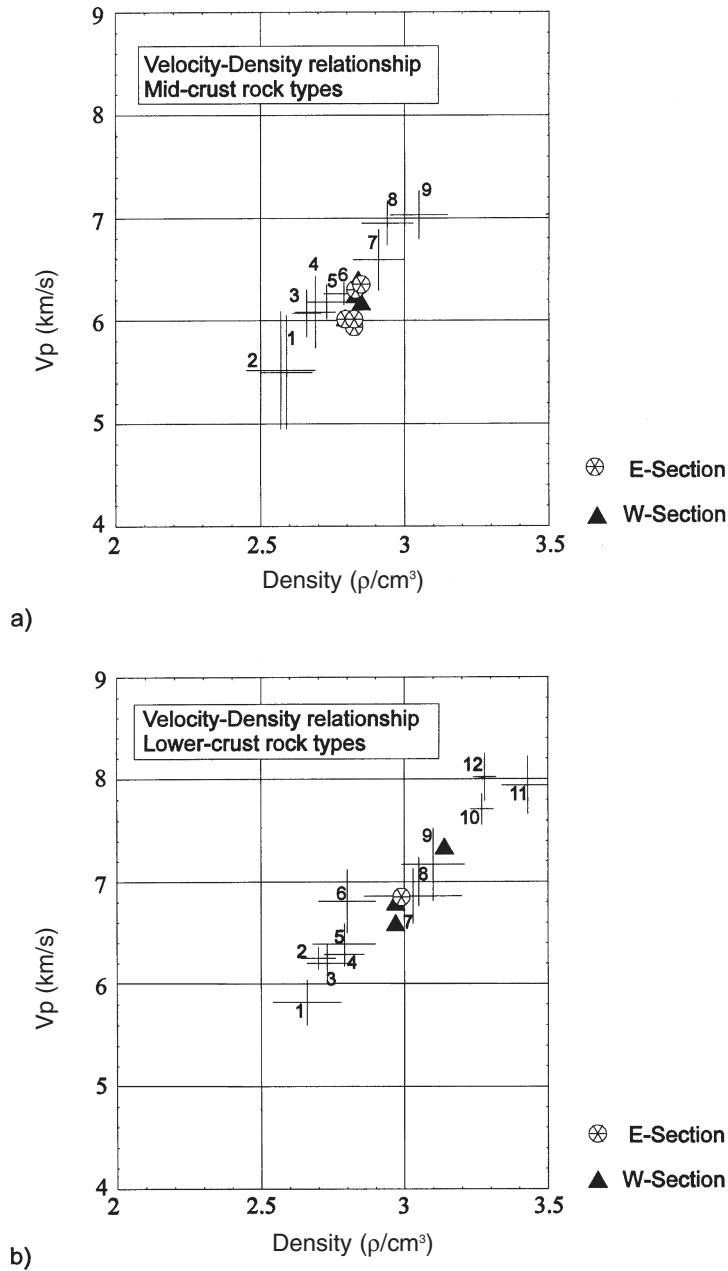 9
Velocity-Density relationship
Mid-crust rock types
8
8 9
7
7
4
5 6
3
6
1
2
5
4
2 2.5 3 3.5
Vp (km/s)
Density (ρ/cm³)
E-Section
W-Section
a)
9
Velocity-Density relationship
Lower-crust rock types
12
8
11
10
9
8
7
6
7
5
2
4
3
6
1
5
4
2 2.5 3 3.5
Vp (km/s)
Density (ρ/cm³)
E-Section
W-Section
b)